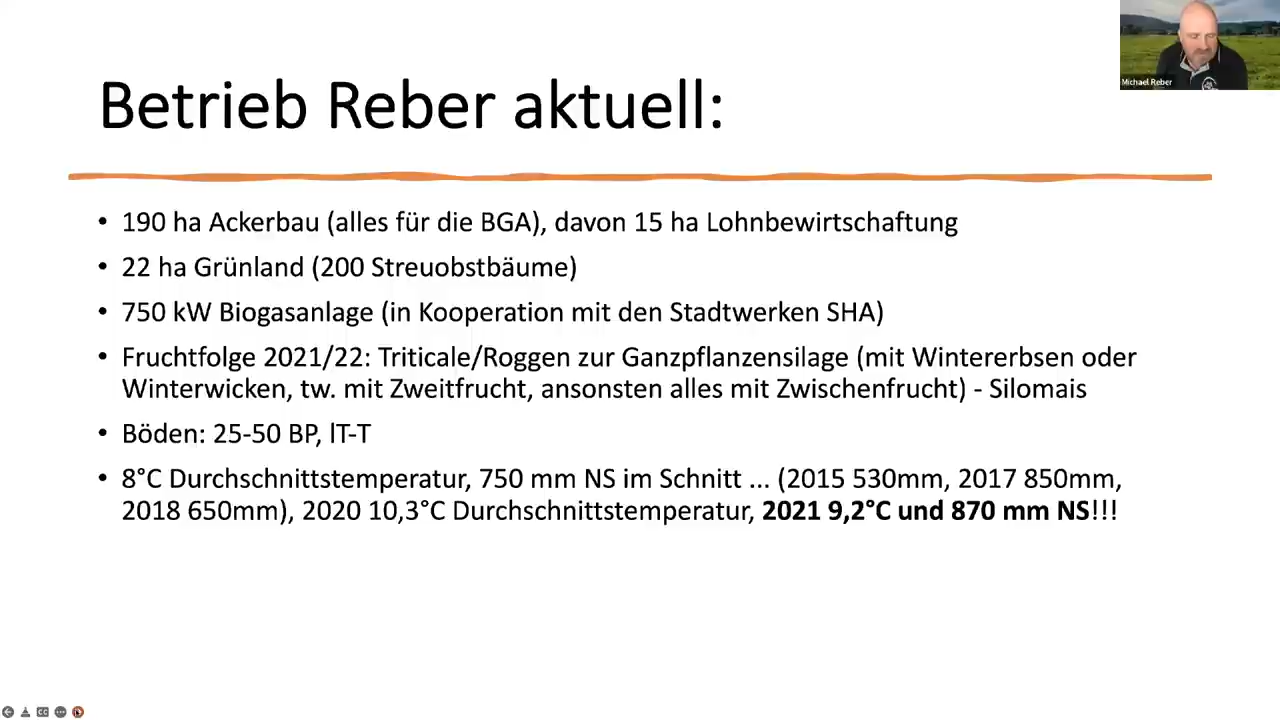 Michael Reber
Betrieb Reber aktuell:
• 190 ha Ackerbau (alles für die BGA), davon 15 ha Lohnbewirtschaftung
• 22 ha Grünland (200 Streuobstbäume)
• 750 kW Biogasanlage (in Kooperation mit den Stadtwerken SHA)
• Fruchtfolge 2021/22: Triticale/Roggen zur Ganzpflanzensilage (mit Wintererbsen oder
Winterwicken, tw. mit Zweitfrucht, ansonsten alles mit Zwischenfrucht) - Silomais
• Böden: 25-50 BP, lT-T
• 8°C Durchschnittstemperatur, 750 mm NS im Schnitt ... (2015 530mm, 2017 850mm,
2018 650mm), 2020 10,3°C Durchschnittstemperatur, 2021 9,2°C und 870 mm NS!!!
CC